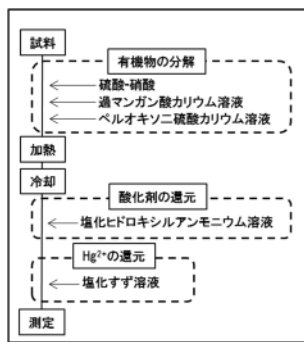 試料
有機物の分解
硫酸-硝酸
過マンガン酸カリウム溶液
ペルオキソ二硫酸カリウム溶液
加熱
冷却
酸化剤の還元
塩化ヒドロキシルアンモニウム溶液
Hg²⁺の還元
塩化すず溶液
測定